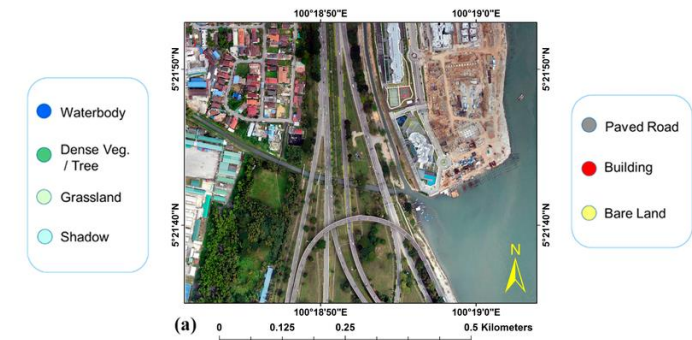 100°18'50"E
100°19'0"E
5°21'50"N
5°21'50"N
5°21'40"N
5°21'40"N
Waterbody
Dense Veg.
/ Tree
Grassland
Shadow
Paved Road
Building
Bare Land
N
100°18'50"E
100°19'0"E
(a)
0
0.125
0.25
0.5 Kilometers